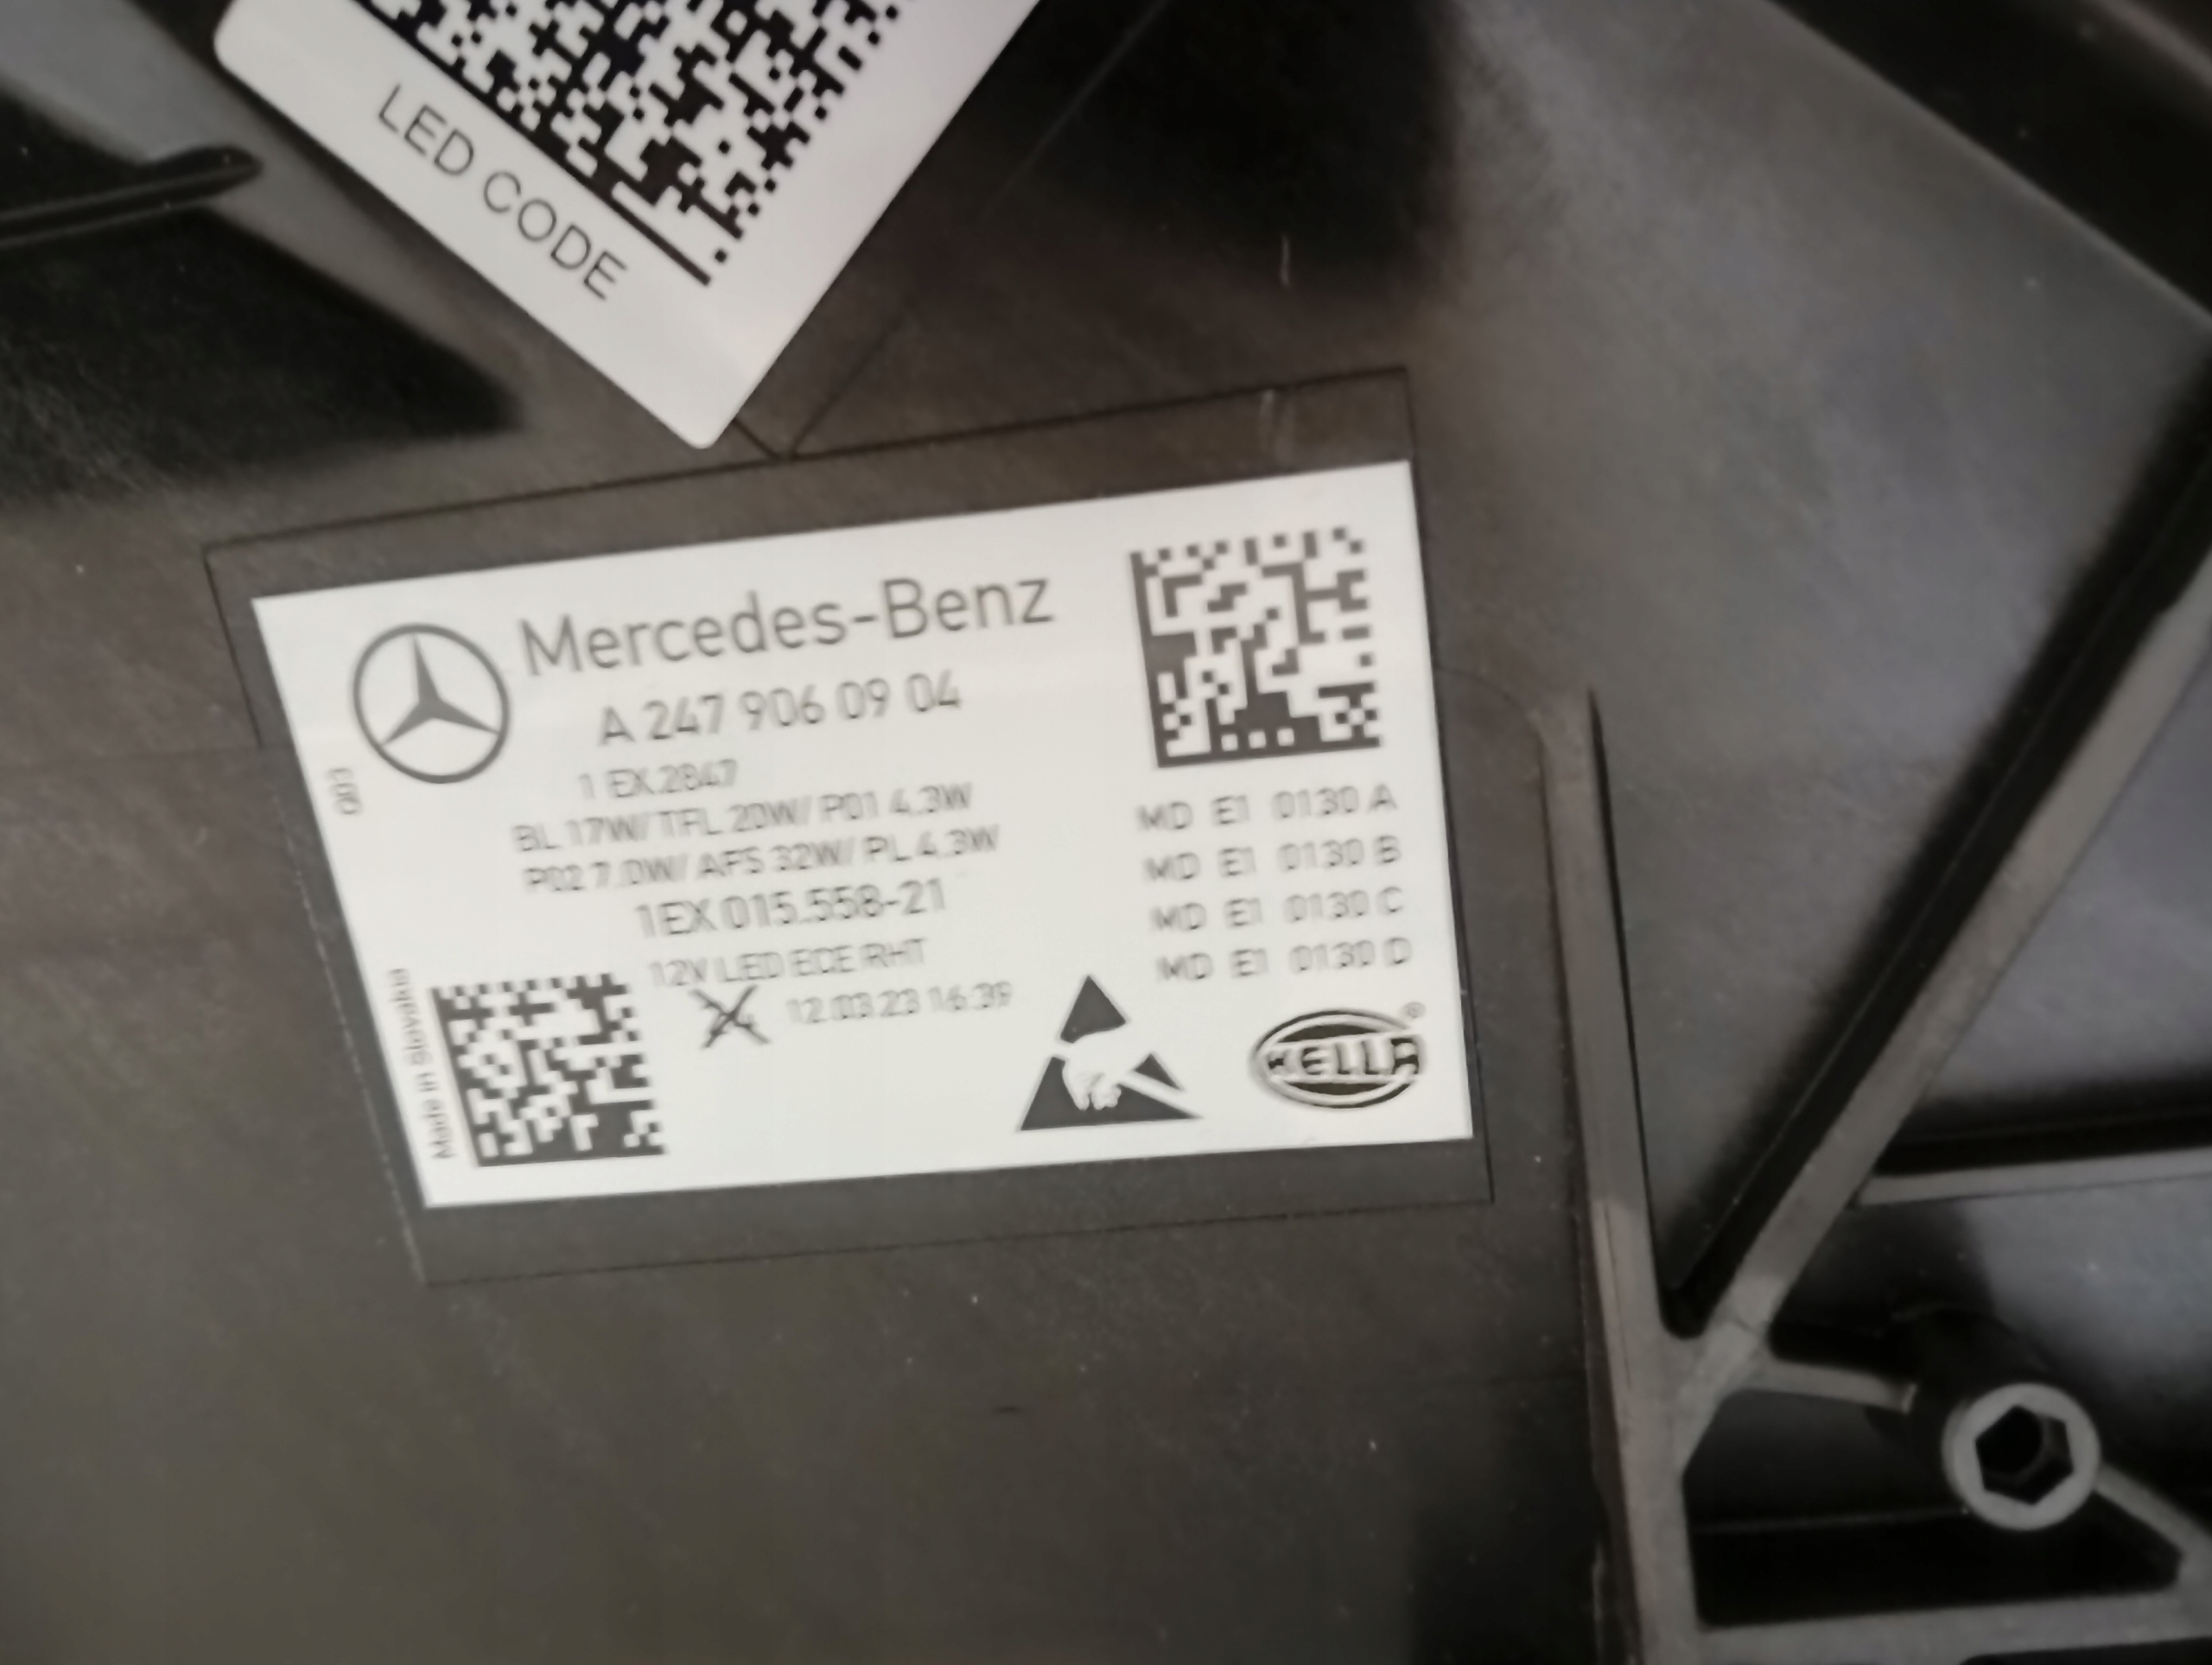 LED CODE
Mercedes-Benz
A 247 906 09 04
1 EX.2847
BL 17W/ TFL 20W/ P01 4.3W
P02 7.0W/ AFS 32W/ PL 4.3W
1EX 015.558-21
12V LED ECE RHT
12.03.23 16:39
MD E1 0130 A
MD E1 0130 B
MD E1 0130 C
MD E1 0130 D
Made in Slovakia
HELLA®